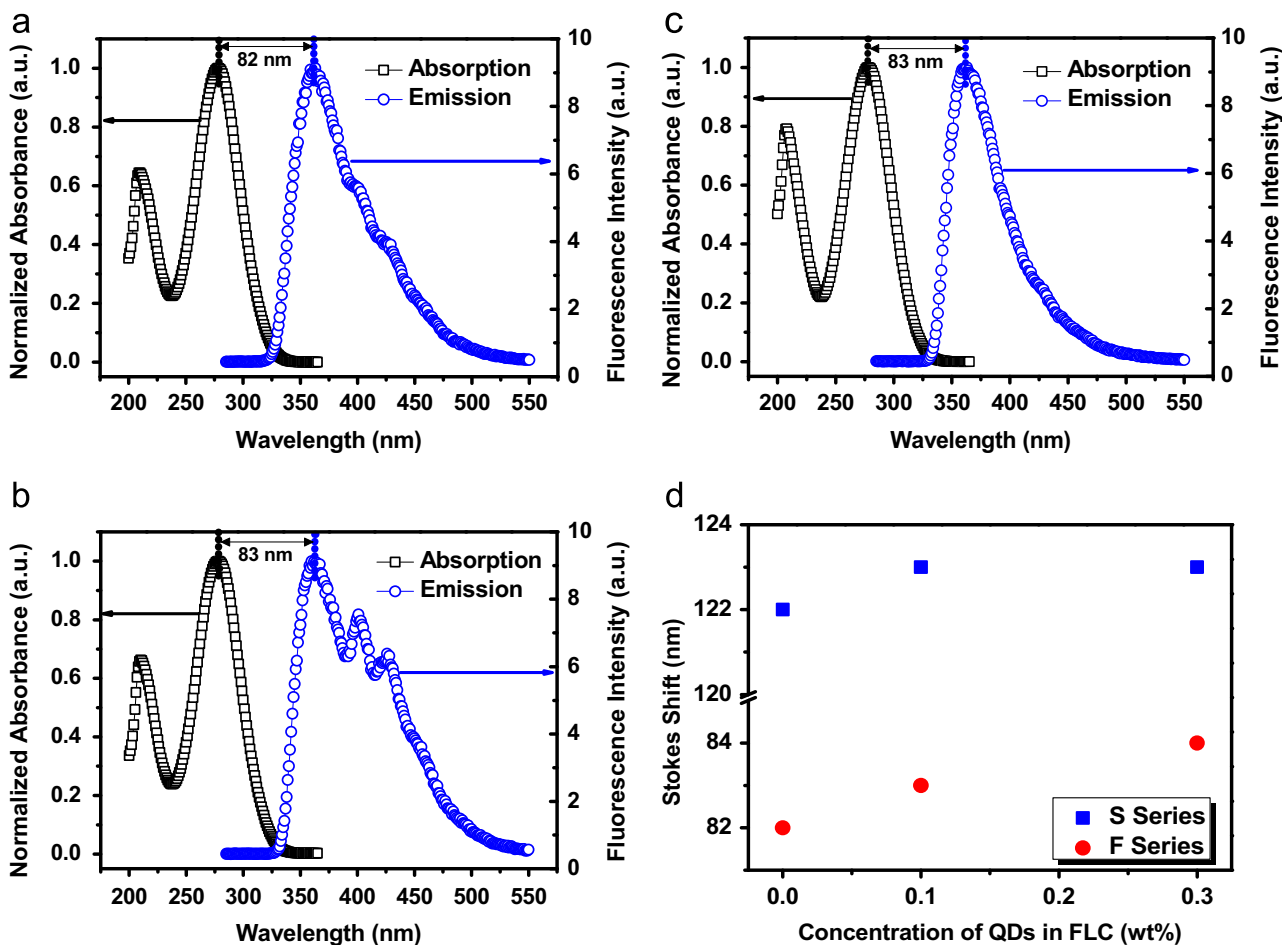 a
82 nm
Absorption
Emission
Normalized Absorbance (a.u.)
1.0
0.8
0.6
0.4
0.2
0.0
Fluorescence Intensity (a.u.)
10
8
6
4
2
0
200 250 300 350 400 450 500 550
Wavelength (nm)
c
83 nm
Absorption
Emission
Normalized Absorbance (a.u.)
1.0
0.8
0.6
0.4
0.2
0.0
Fluorescence Intensity (a.u.)
10
8
6
4
2
0
200 250 300 350 400 450 500 550
Wavelength (nm)
b
83 nm
Absorption
Emission
Normalized Absorbance (a.u.)
1.0
0.8
0.6
0.4
0.2
0.0
Fluorescence Intensity (a.u.)
10
8
6
4
2
0
200 250 300 350 400 450 500 550
Wavelength (nm)
d
Stokes Shift (nm)
124
122
120
84
82
S Series
F Series
0.0 0.1 0.2 0.3
Concentration of QDs in FLC (wt%)